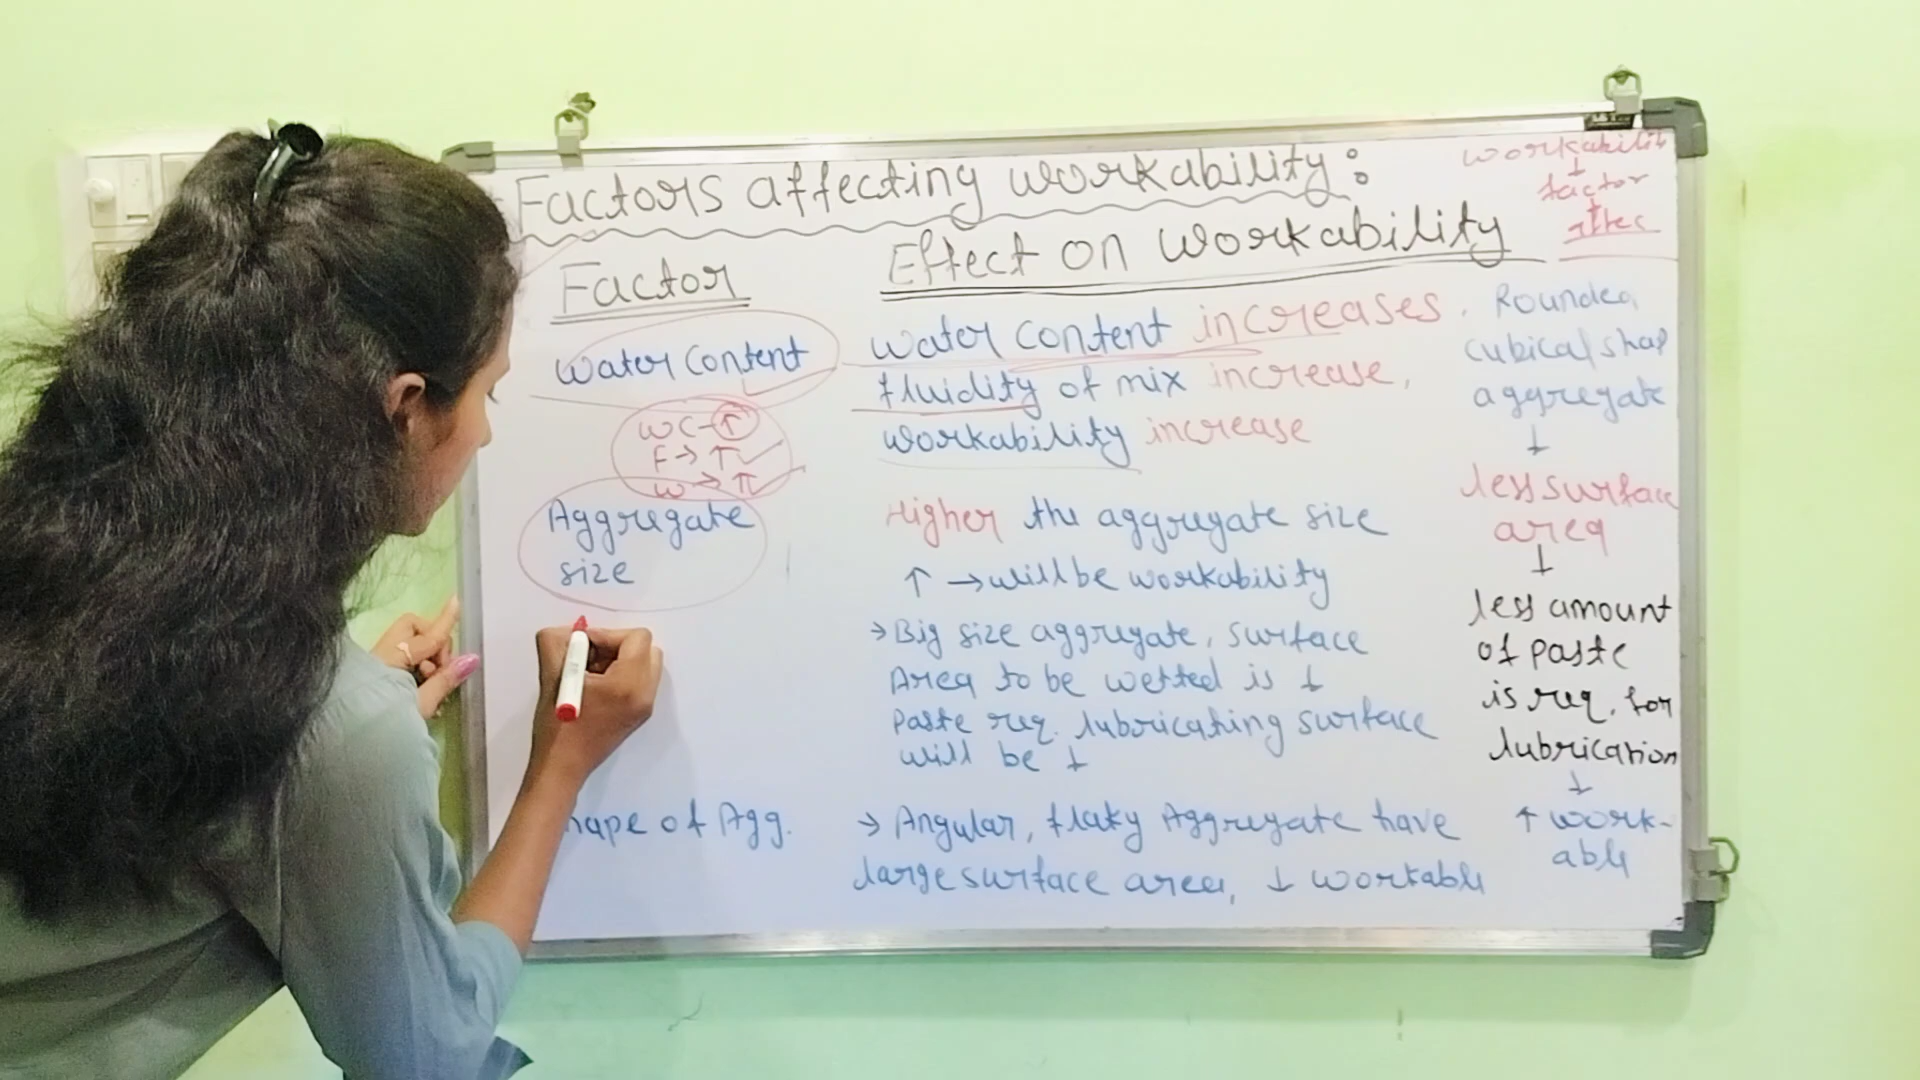 Factors affecting workability:
Factor
Effect on workability
water content
water content increases,
fluidity of mix increase,
workability increase
WC-↑
F→↑
W→↑
Aggregate
size
Higher the aggregate size
↑ →will be workability
→Big size aggregate, surface
Area to be wetted is ↓
Paste req. lubricating surface
will be ↓
hape of Agg.
→ Angular, flaky Aggregate have
large surface area, ↓ workable
workabilit
↓
factor
↓
Rounded,
cubical shap
aggregate
↓
less surface
area
↓
less amount
of paste
is req. for
lubrication
↓
↑ work-
able